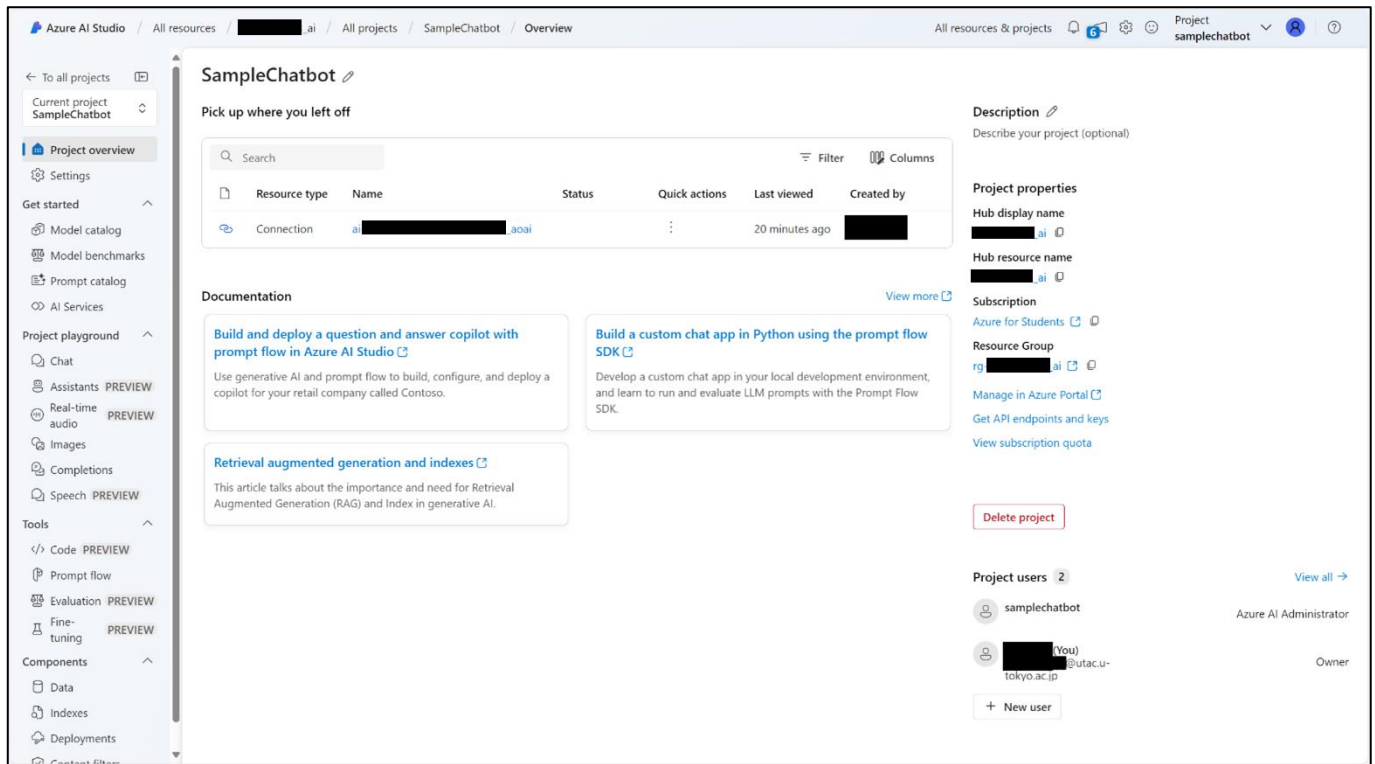 Azure AI Studio / All resources / _ai / All projects / SampleChatbot / Overview
All resources & projects 6 Project samplechatbot
← To all projects
Current project
SampleChatbot
Project overview
Settings
Get started
Model catalog
Model benchmarks
Prompt catalog
AI Services
Project playground
Chat
Assistants PREVIEW
Real-time
audio PREVIEW
Images
Completions
Speech PREVIEW
Tools
Code PREVIEW
Prompt flow
Evaluation PREVIEW
Fine-
tuning PREVIEW
Components
Data
Indexes
Deployments
Content filters
SampleChatbot
Pick up where you left off
Search Filter Columns
Resource type Name Status Quick actions Last viewed Created by
Connection ai _aoai 20 minutes ago
Documentation View more
Build and deploy a question and answer copilot with
prompt flow in Azure AI Studio
Use generative AI and prompt flow to build, configure, and deploy a
copilot for your retail company called Contoso.
Build a custom chat app in Python using the prompt flow
SDK
Develop a custom chat app in your local development environment,
and learn to run and evaluate LLM prompts with the Prompt Flow
SDK.
Retrieval augmented generation and indexes
This article talks about the importance and need for Retrieval
Augmented Generation (RAG) and Index in generative AI.
Description
Describe your project (optional)
Project properties
Hub display name
_ai
Hub resource name
_ai
Subscription
Azure for Students
Resource Group
rg- ai
Manage in Azure Portal
Get API endpoints and keys
View subscription quota
Delete project
Project users 2 View all →
samplechatbot Azure AI Administrator
(You)
@utac.u-
tokyo.ac.jp Owner
+ New user